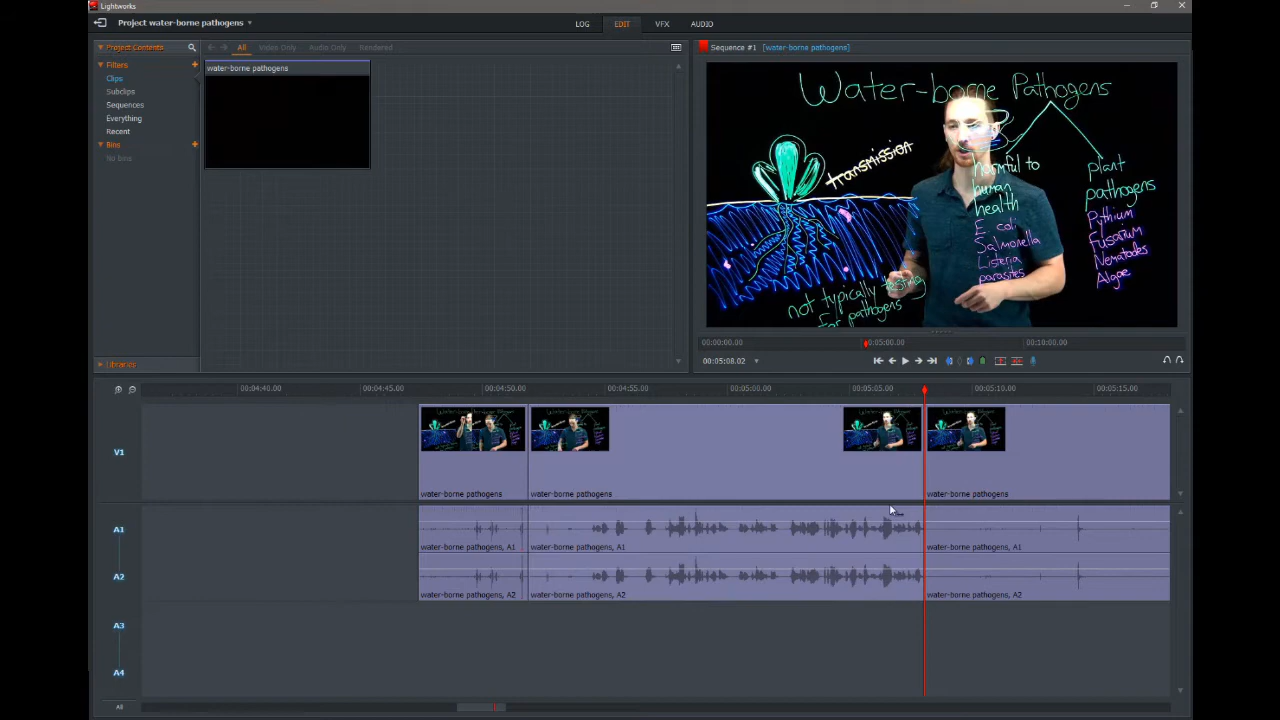 Lightworks
Project water-borne pathogens
LOG EDIT VFX AUDIO
Project Contents
All Video Only Audio Only Rendered
Filters
Clips
Subclips
Sequences
Everything
Recent
Bins
No bins
Libraries
water-borne pathogens
Sequence #1 [water-borne pathogens]
Water-borne Pathogens
transmission
harmful to
human
health
E coli
Salmonella
Listeria
parasites
plant
pathogens
Pythium
Fusarium
Nematodes
Algae
not typically testing
for pathogens
00:00:00.00 00:05:00.00 00:10:00.00
00:05:08.02
00:04:40.00 00:04:45.00 00:04:50.00 00:04:55.00 00:05:00.00 00:05:05.00 00:05:10.00 00:05:15.00
V1
water-borne pathogens water-borne pathogens water-borne pathogens
A1
water-borne pathogens, A1 water-borne pathogens, A1 water-borne pathogens, A1
A2
water-borne pathogens, A2 water-borne pathogens, A2 water-borne pathogens, A2
A3
A4
All